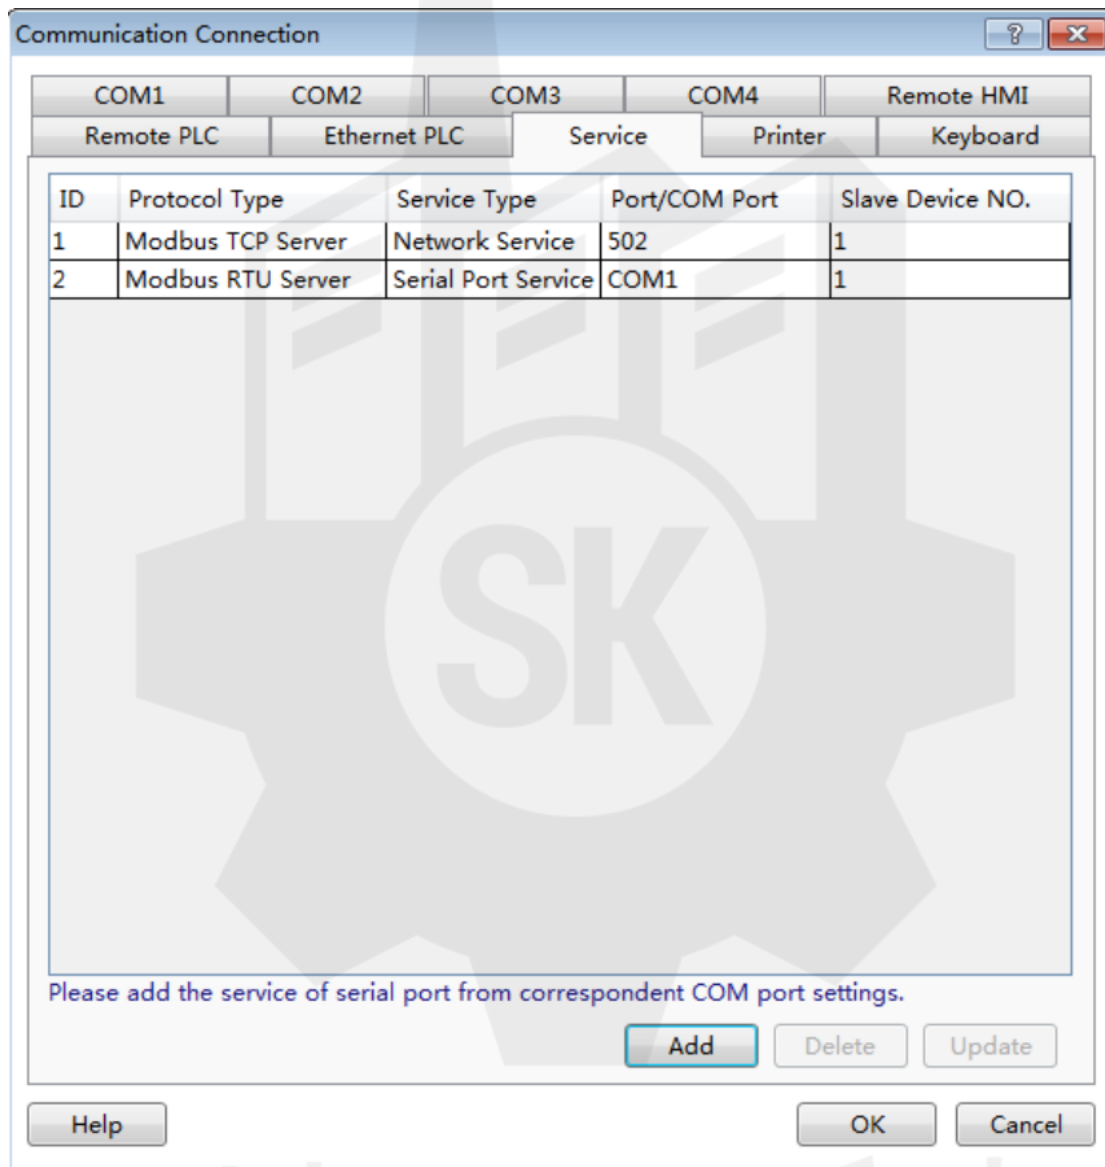 Communication Connection
COM1 COM2 COM3 COM4 Remote HMI
Remote PLC Ethernet PLC Service Printer Keyboard
ID Protocol Type Service Type Port/COM Port Slave Device NO.
1 Modbus TCP Server Network Service 502 1
2 Modbus RTU Server Serial Port Service COM1 1
SK
Please add the service of serial port from correspondent COM port settings.
Add Delete Update
Help OK Cancel